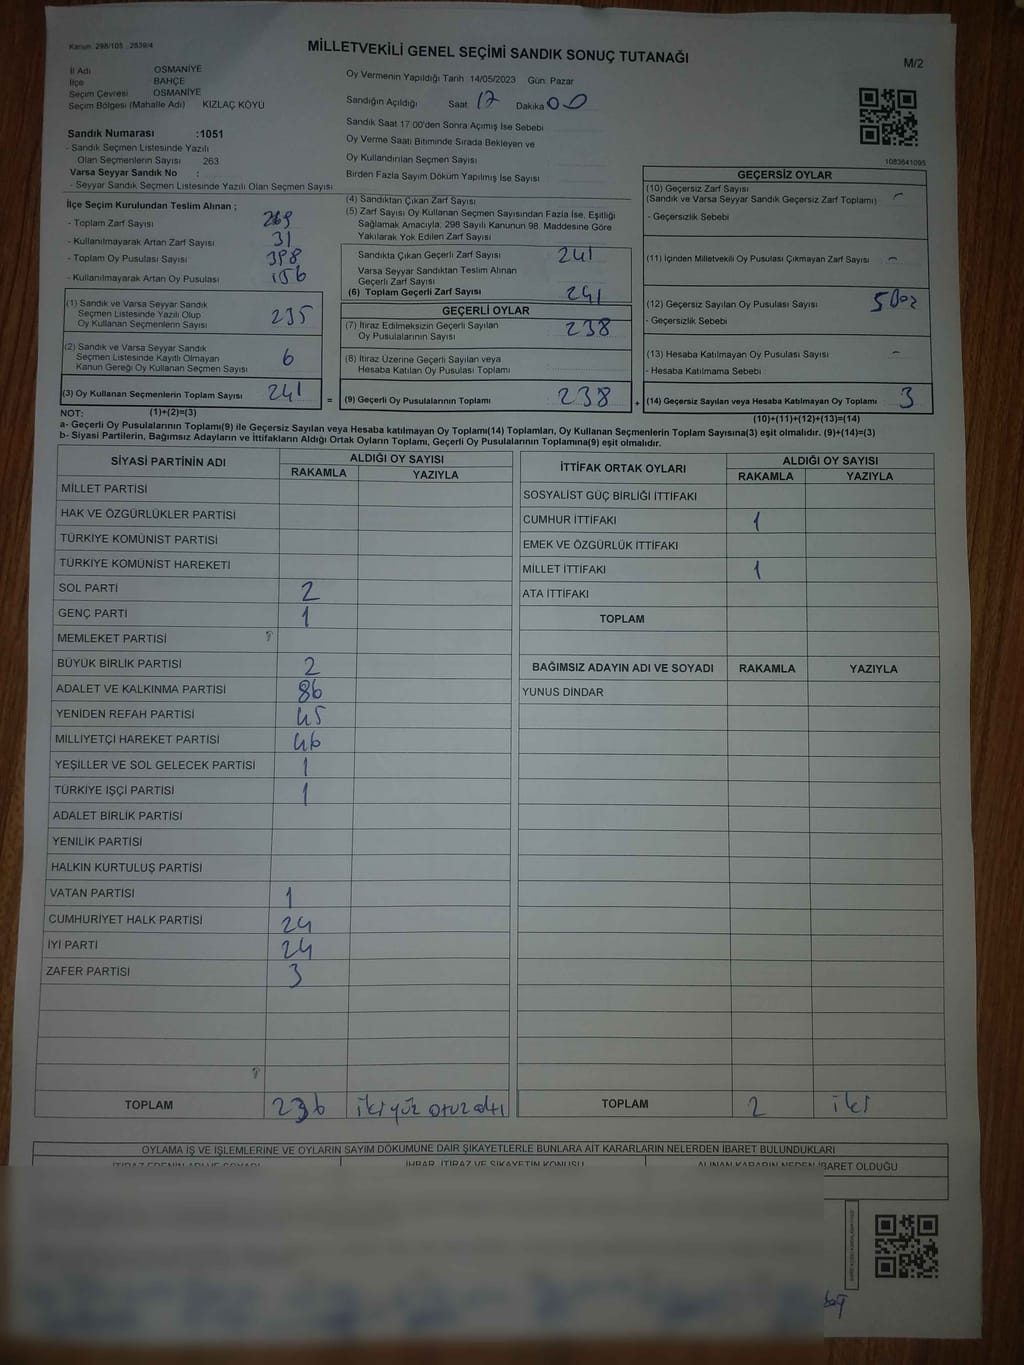 Kanun: 298/105 , 2839/4
MİLLETVEKİLİ GENEL SEÇİMİ SANDIK SONUÇ TUTANAĞI
M/2
İl Adı OSMANİYE
İlçe BAHÇE
Seçim Çevresi OSMANİYE
Seçim Bölgesi (Mahalle Adı) KIZLAÇ KÖYÜ
Sandık Numarası :1051
- Sandık Seçmen Listesinde Yazılı
Olan Seçmenlerin Sayısı 263
Varsa Seyyar Sandık No :
- Seyyar Sandık Seçmen Listesinde Yazılı Olan Seçmen Sayısı
Oy Vermenin Yapıldığı Tarih 14/05/2023 Gün: Pazar
Sandığın Açıldığı Saat 17 Dakika 00
Sandık Saat 17:00'den Sonra Açılmış İse Sebebi
Oy Verme Saati Bitiminde Sırada Bekleyen ve
Oy Kullandırılan Seçmen Sayısı
Birden Fazla Sayım Döküm Yapılmış İse Sayısı
1083641095
İlçe Seçim Kurulundan Teslim Alınan ;
- Toplam Zarf Sayısı
- Kullanılmayarak Artan Zarf Sayısı 31
- Toplam Oy Pusulası Sayısı 398
- Kullanılmayarak Artan Oy Pusulası 156
(1) Sandık ve Varsa Seyyar Sandık
Seçmen Listesinde Yazılı Olup
Oy Kullanan Seçmenlerin Sayısı 235
(2) Sandık ve Varsa Seyyar Sandık
Seçmen Listesinde Kayıtlı Olmayan
Kanun Gereği Oy Kullanan Seçmen Sayısı 6
(3) Oy Kullanan Seçmenlerin Toplam Sayısı 241 =
(4) Sandıktan Çıkan Zarf Sayısı
(5) Zarf Sayısı Oy Kullanan Seçmen Sayısından Fazla İse, Eşitliği
Sağlamak Amacıyla; 298 Sayılı Kanunun 98. Maddesine Göre
Yakılarak Yok Edilen Zarf Sayısı
Sandıkta Çıkan Geçerli Zarf Sayısı 241
Varsa Seyyar Sandıktan Teslim Alınan
Geçerli Zarf Sayısı
(6) Toplam Geçerli Zarf Sayısı 241
GEÇERLİ OYLAR
(7) İtiraz Edilmeksizin Geçerli Sayılan
Oy Pusulalarının Sayısı 238
(8) İtiraz Üzerine Geçerli Sayılan veya
Hesaba Katılan Oy Pusulası Toplamı
(9) Geçerli Oy Pusulalarının Toplamı 238 +
GEÇERSİZ OYLAR
(10) Geçersiz Zarf Sayısı
(Sandık ve Varsa Seyyar Sandık Geçersiz Zarf Toplamı) -
- Geçersizlik Sebebi
(11) İçinden Milletvekili Oy Pusulası Çıkmayan Zarf Sayısı -
(12) Geçersiz Sayılan Oy Pusulası Sayısı
- Geçersizlik Sebebi
(13) Hesaba Katılmayan Oy Pusulası Sayısı -
- Hesaba Katılmama Sebebi
(14) Geçersiz Sayılan veya Hesaba Katılmayan Oy Toplamı 3
NOT: (1)+(2)=(3)
(10)+(11)+(12)+(13)=(14)
a- Geçerli Oy Pusulaların Toplamı(9) ile Geçersiz Sayılan ve Hesaba katılmayan Oy Toplamı(14) Toplamları, Oy Kullanan Seçmenlerin Toplam Sayısına(3) eşit olmalıdır. (9)+(14)=(3)
b- Siyasi Partilerin, Bağımsız Adayların ve İttifakların Aldığı Ortak Oyların Toplamı, Geçerli Oy Pusulalarının Toplamına(9) eşit olmalıdır.
SİYASİ PARTİNİN ADI ALDIĞI OY SAYISI
RAKAMLA YAZIYLA
MİLLET PARTİSİ
HAK VE ÖZGÜRLÜKLER PARTİSİ
TÜRKİYE KOMÜNİST PARTİSİ
TÜRKİYE KOMÜNİST HAREKETİ
SOL PARTİ 2
GENÇ PARTİ 1
MEMLEKET PARTİSİ
BÜYÜK BİRLİK PARTİSİ 2
ADALET VE KALKINMA PARTİSİ 86
YENİDEN REFAH PARTİSİ 45
MİLLİYETÇİ HAREKET PARTİSİ 46
YEŞİLLER VE SOL GELECEK PARTİSİ 1
TÜRKİYE İŞÇİ PARTİSİ 1
ADALET BİRLİK PARTİSİ
YENİLİK PARTİSİ
HALKIN KURTULUŞ PARTİSİ
VATAN PARTİSİ 1
CUMHURİYET HALK PARTİSİ 24
İYİ PARTİ 24
ZAFER PARTİSİ 3
TOPLAM 236 iki yüz otuz altı
İTTİFAK ORTAK OYLARI ALDIĞI OY SAYISI
RAKAMLA YAZIYLA
SOSYALİST GÜÇ BİRLİĞİ İTTİFAKI
CUMHUR İTTİFAKI 1
EMEK VE ÖZGÜRLÜK İTTİFAKI
MİLLET İTTİFAKI 1
ATA İTTİFAKI
TOPLAM
BAĞIMSIZ ADAYIN ADI VE SOYADI RAKAMLA YAZIYLA
YUNUS DİNDAR
TOPLAM 2 iki
OYLAMA İŞ VE İŞLEMLERİNE VE OYLARIN SAYIM DÖKÜMÜNE DAİR ŞİKAYETLERLE BUNLARA AİT KARARLARIN NELERDEN İBARET BULUNDUKLARI
İTİRAZ EDENİN ADI VE SOYADI İHBAR, İTİRAZ VE ŞİKAYETİN KONUSU ALINAN KARARIN NEDEN İBARET OLDUĞU